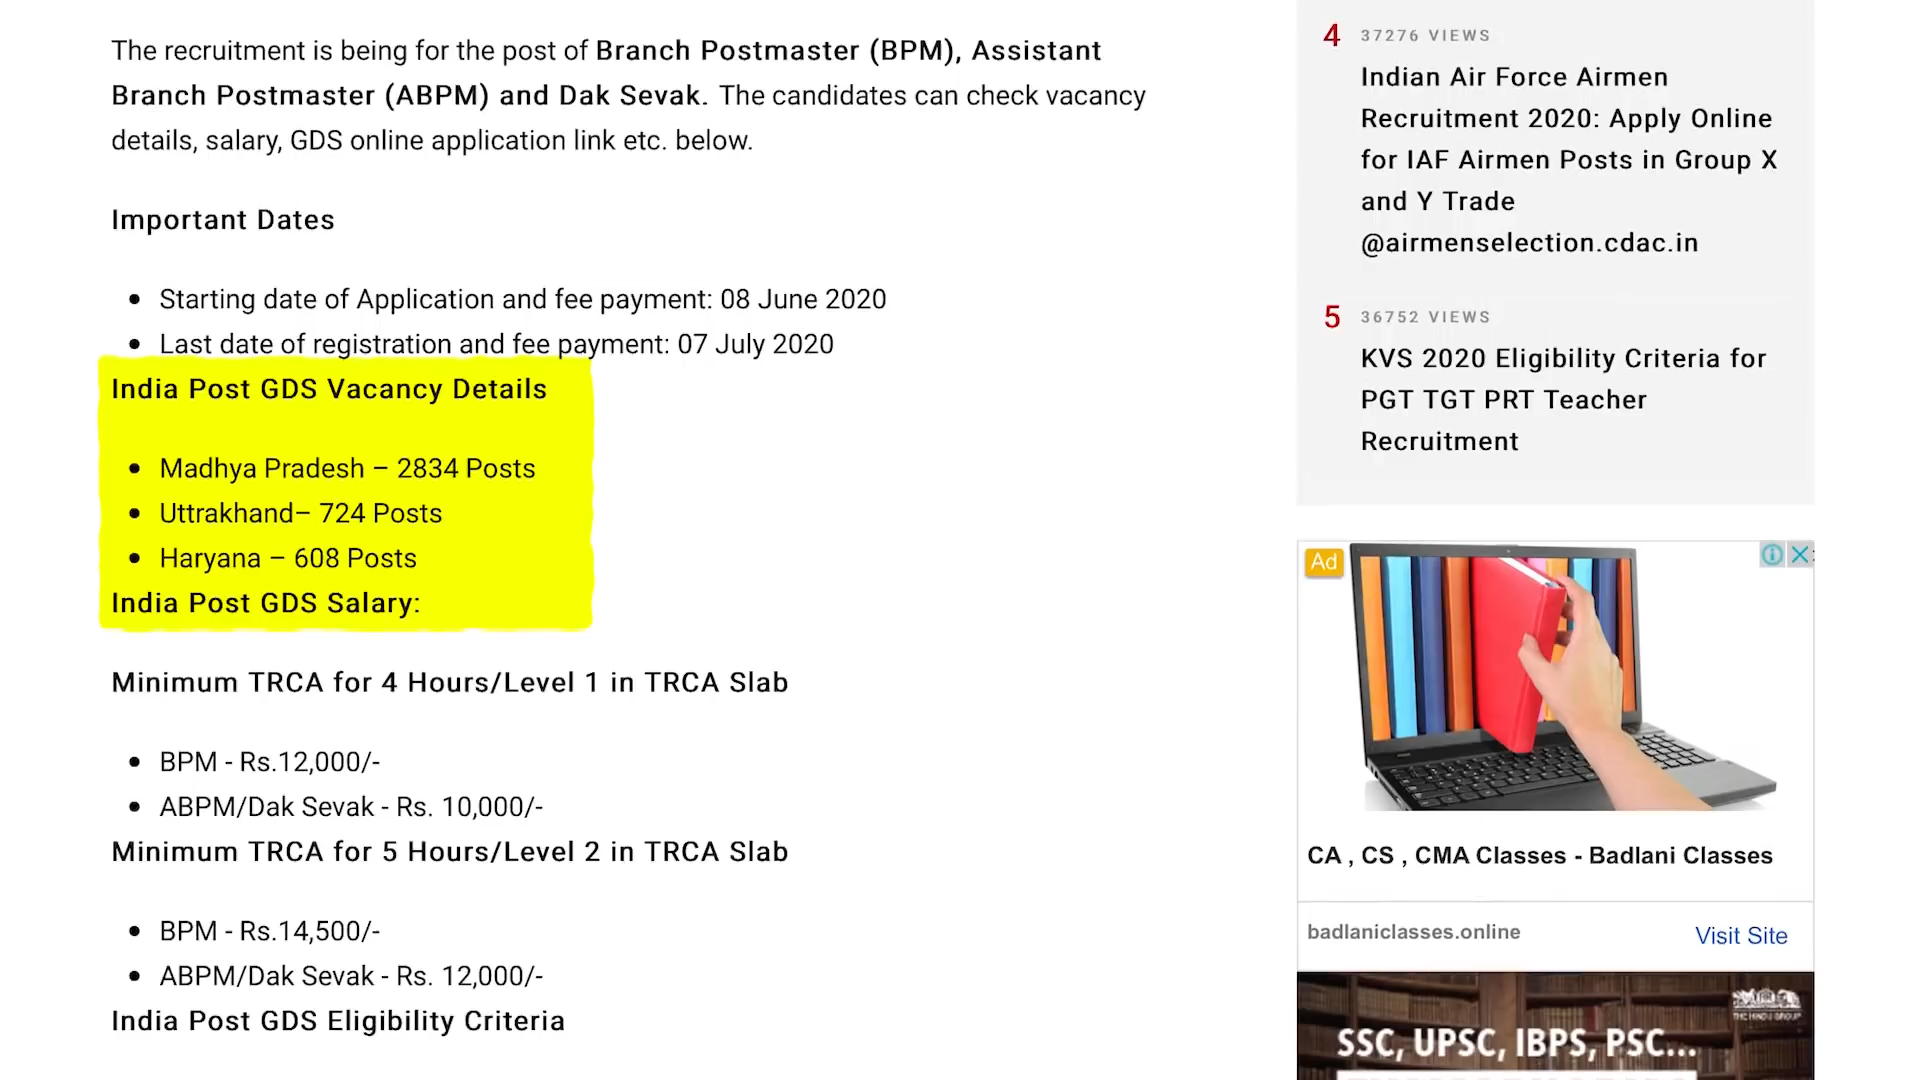 The recruitment is being for the post of Branch Postmaster (BPM), Assistant
Branch Postmaster (ABPM) and Dak Sevak. The candidates can check vacancy
details, salary, GDS online application link etc. below.
Important Dates
• Starting date of Application and fee payment: 08 June 2020
• Last date of registration and fee payment: 07 July 2020
India Post GDS Vacancy Details
• Madhya Pradesh – 2834 Posts
• Uttrakhand– 724 Posts
• Haryana – 608 Posts
India Post GDS Salary:
Minimum TRCA for 4 Hours/Level 1 in TRCA Slab
• BPM - Rs.12,000/-
• ABPM/Dak Sevak - Rs. 10,000/-
Minimum TRCA for 5 Hours/Level 2 in TRCA Slab
• BPM - Rs.14,500/-
• ABPM/Dak Sevak - Rs. 12,000/-
India Post GDS Eligibility Criteria
4 37276 VIEWS
Indian Air Force Airmen
Recruitment 2020: Apply Online
for IAF Airmen Posts in Group X
and Y Trade
@airmenselection.cdac.in
5 36752 VIEWS
KVS 2020 Eligibility Criteria for
PGT TGT PRT Teacher
Recruitment
Ad
CA , CS , CMA Classes - Badlani Classes
badlaniclasses.online
Visit Site
THE HINDU GROUP
SSC, UPSC, IBPS, PSC...